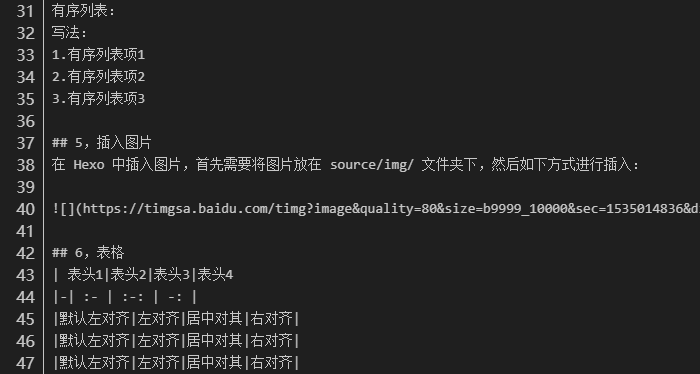 31 有序列表：
32 写法：
33 1.有序列表项1
34 2.有序列表项2
35 3.有序列表项3
36
37 ## 5，插入图片
38 在 Hexo 中插入图片，首先需要将图片放在 source/img/ 文件夹下，然后如下方式进行插入：
39
40 ![](https://timgsa.baidu.com/timg?image&quality=80&size=b9999_10000&sec=1535014836&d
41
42 ## 6，表格
43 | 表头1|表头2|表头3|表头4
44 |-| :- | :-: | -: |
45 |默认左对齐|左对齐|居中对其|右对齐|
46 |默认左对齐|左对齐|居中对其|右对齐|
47 |默认左对齐|左对齐|居中对其|右对齐|